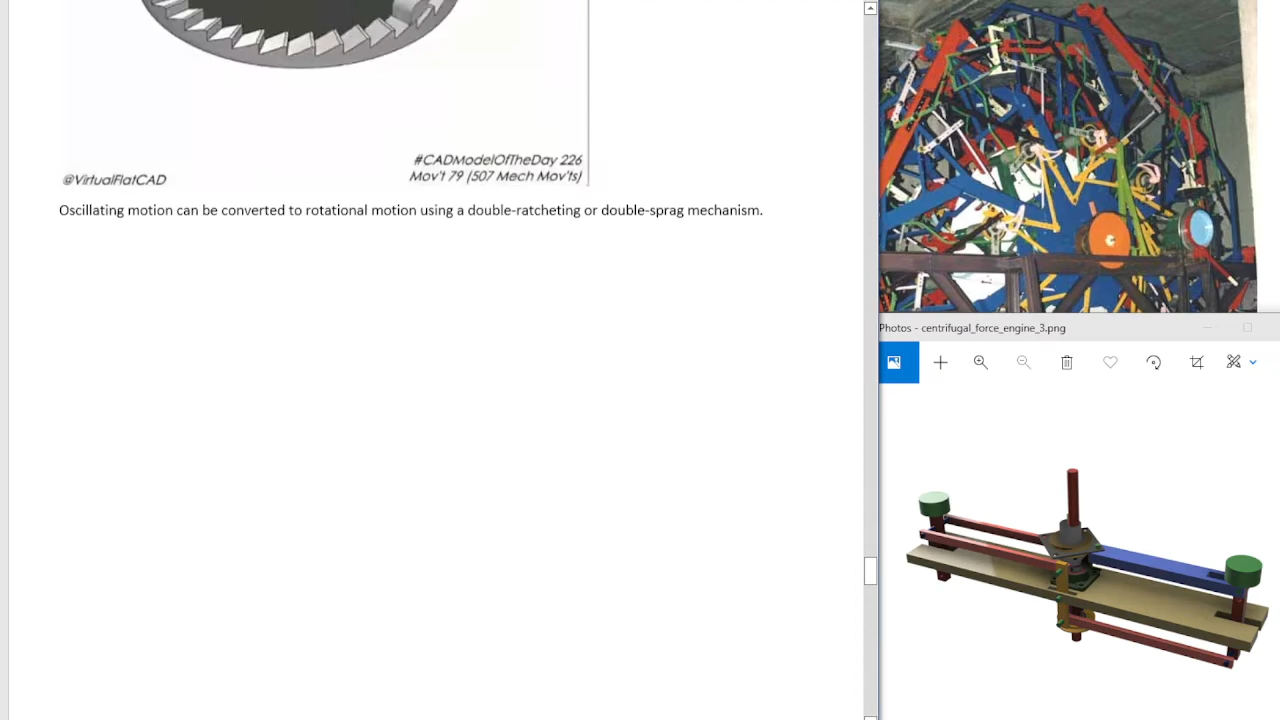 #CADModelOfTheDay 226
@VirtualFlatCAD
Mov't 79 (507 Mech Mov'ts)
Oscillating motion can be converted to rotational motion using a double-ratcheting or double-sprag mechanism.
Photos - centrifugal_force_engine_3.png